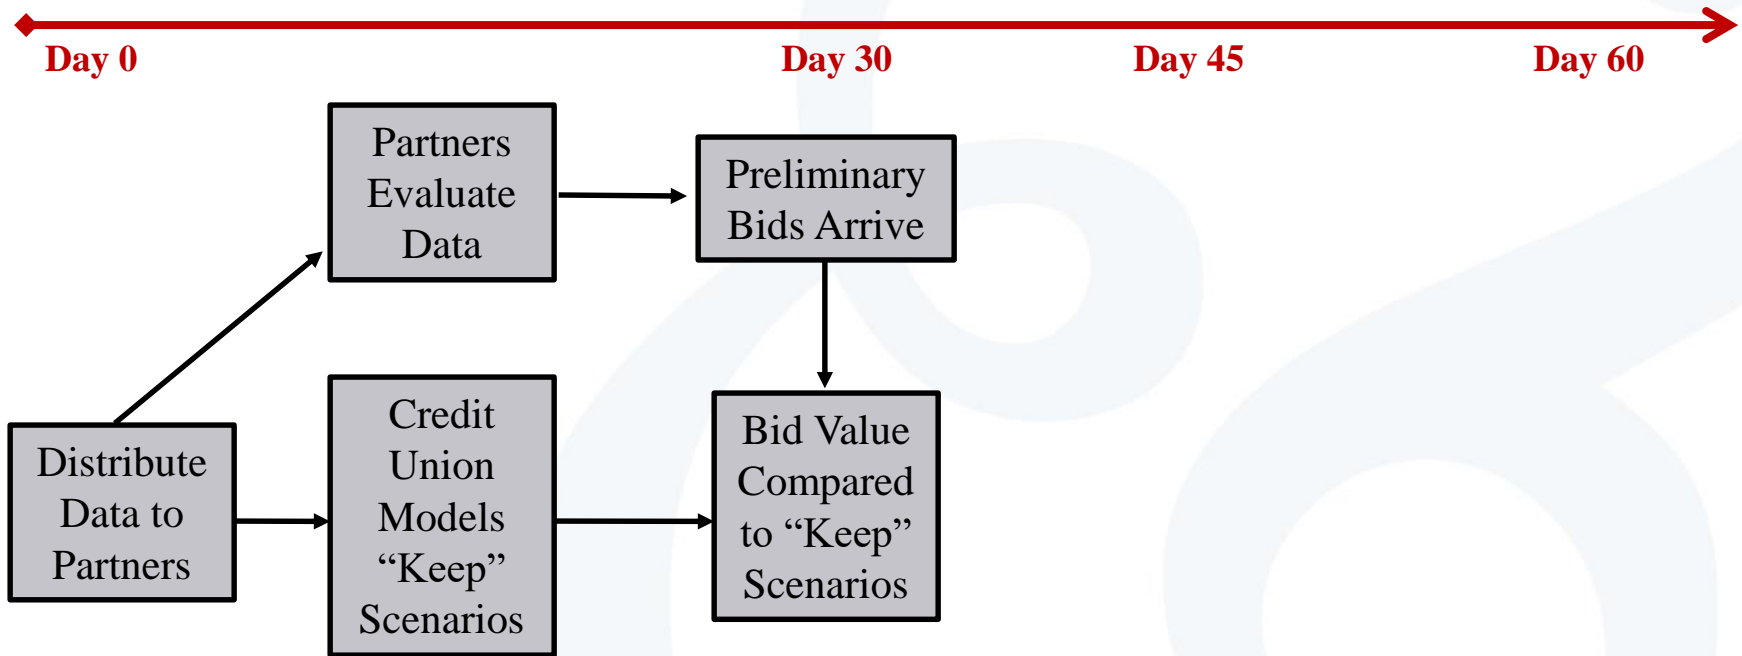 Day 0
Day 30
Day 45
Day 60
Partners
Evaluate
Data
Preliminary
Bids Arrive
Distribute
Data to
Partners
Credit
Union
Models
“Keep”
Scenarios
Bid Value
Compared
to “Keep”
Scenarios